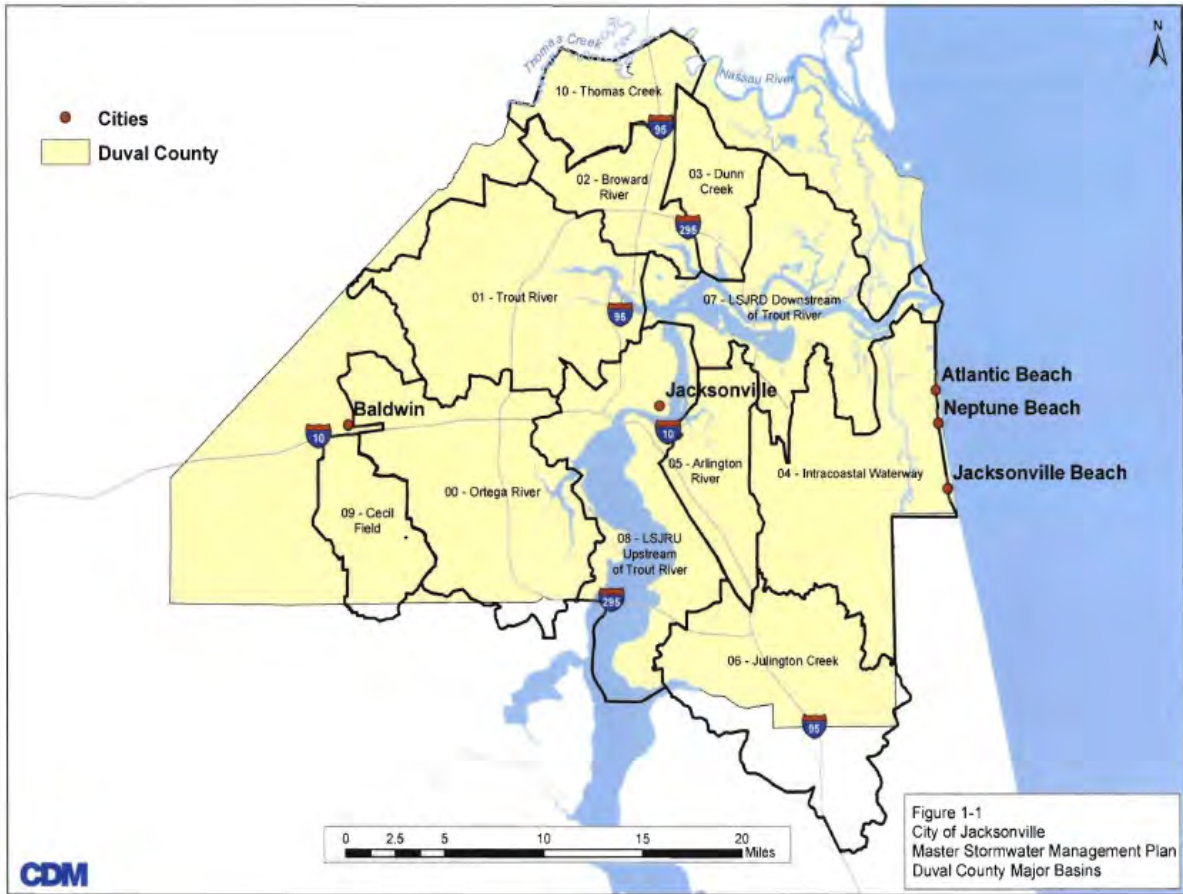 N
Thomas Creek
Nassau River
Cities
Duval County
10 - Thomas Creek
95
02 - Broward
River
03 - Dunn
Creek
295
01 - Trout River
95
07 - LSJRD Downstream
of Trout River
Atlantic Beach
Neptune Beach
Jacksonville Beach
Baldwin
10
Jacksonville
10
05 - Arlington
River
04 - Intracoastal Waterway
00 - Ortega River
09 - Cecil
Field
08 - LSJRU
Upstream
of Trout River
295
06 - Julington Creek
95
0 2.5 5 10 15 20
Miles
CDM
Figure 1-1
City of Jacksonville
Master Stormwater Management Plan
Duval County Major Basins